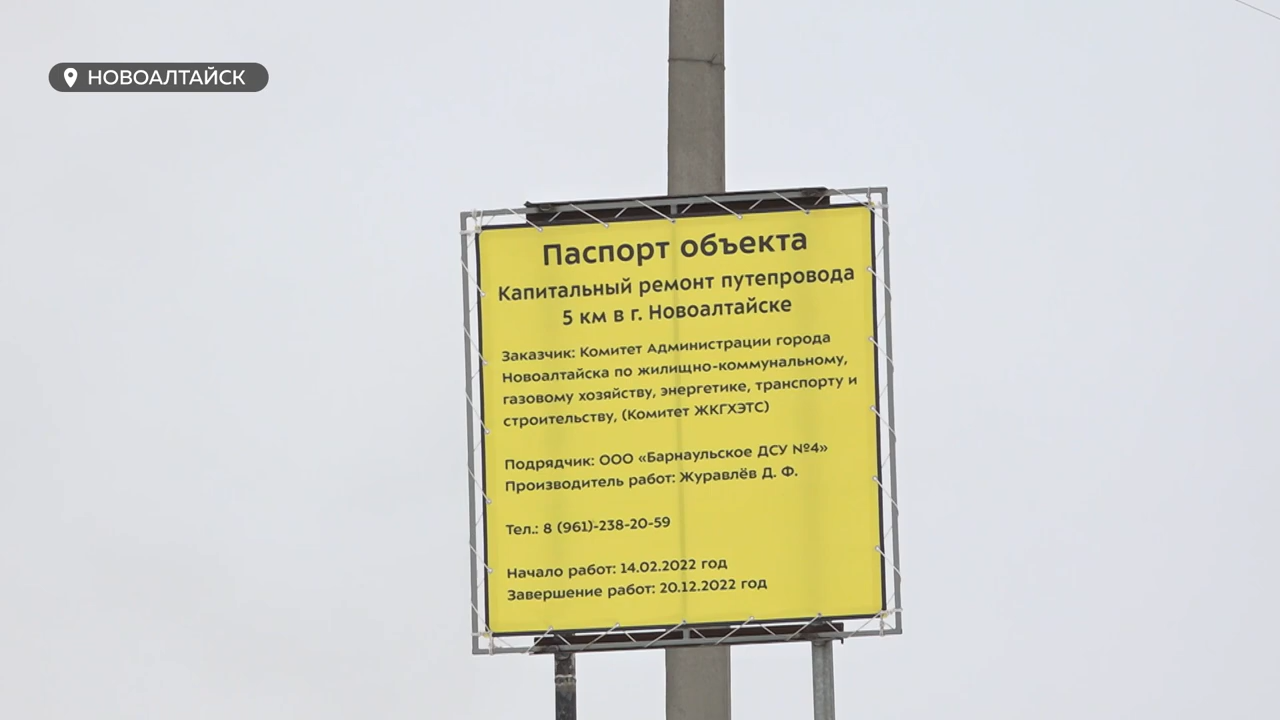 НОВОАЛТАЙСК
Паспорт объекта
Капитальный ремонт путепровода
5 км в г. Новоалтайске
Заказчик: Комитет Администрации города
Новоалтайска по жилищно-коммунальному,
газовому хозяйству, энергетике, транспорту и
строительству, (Комитет ЖКГХЭТС)
Подрядчик: ООО «Барнаульское ДСУ №4»
Производитель работ: Журавлёв Д. Ф.
Тел.: 8 (961)-238-20-59
Начало работ: 14.02.2022 год
Завершение работ: 20.12.2022 год